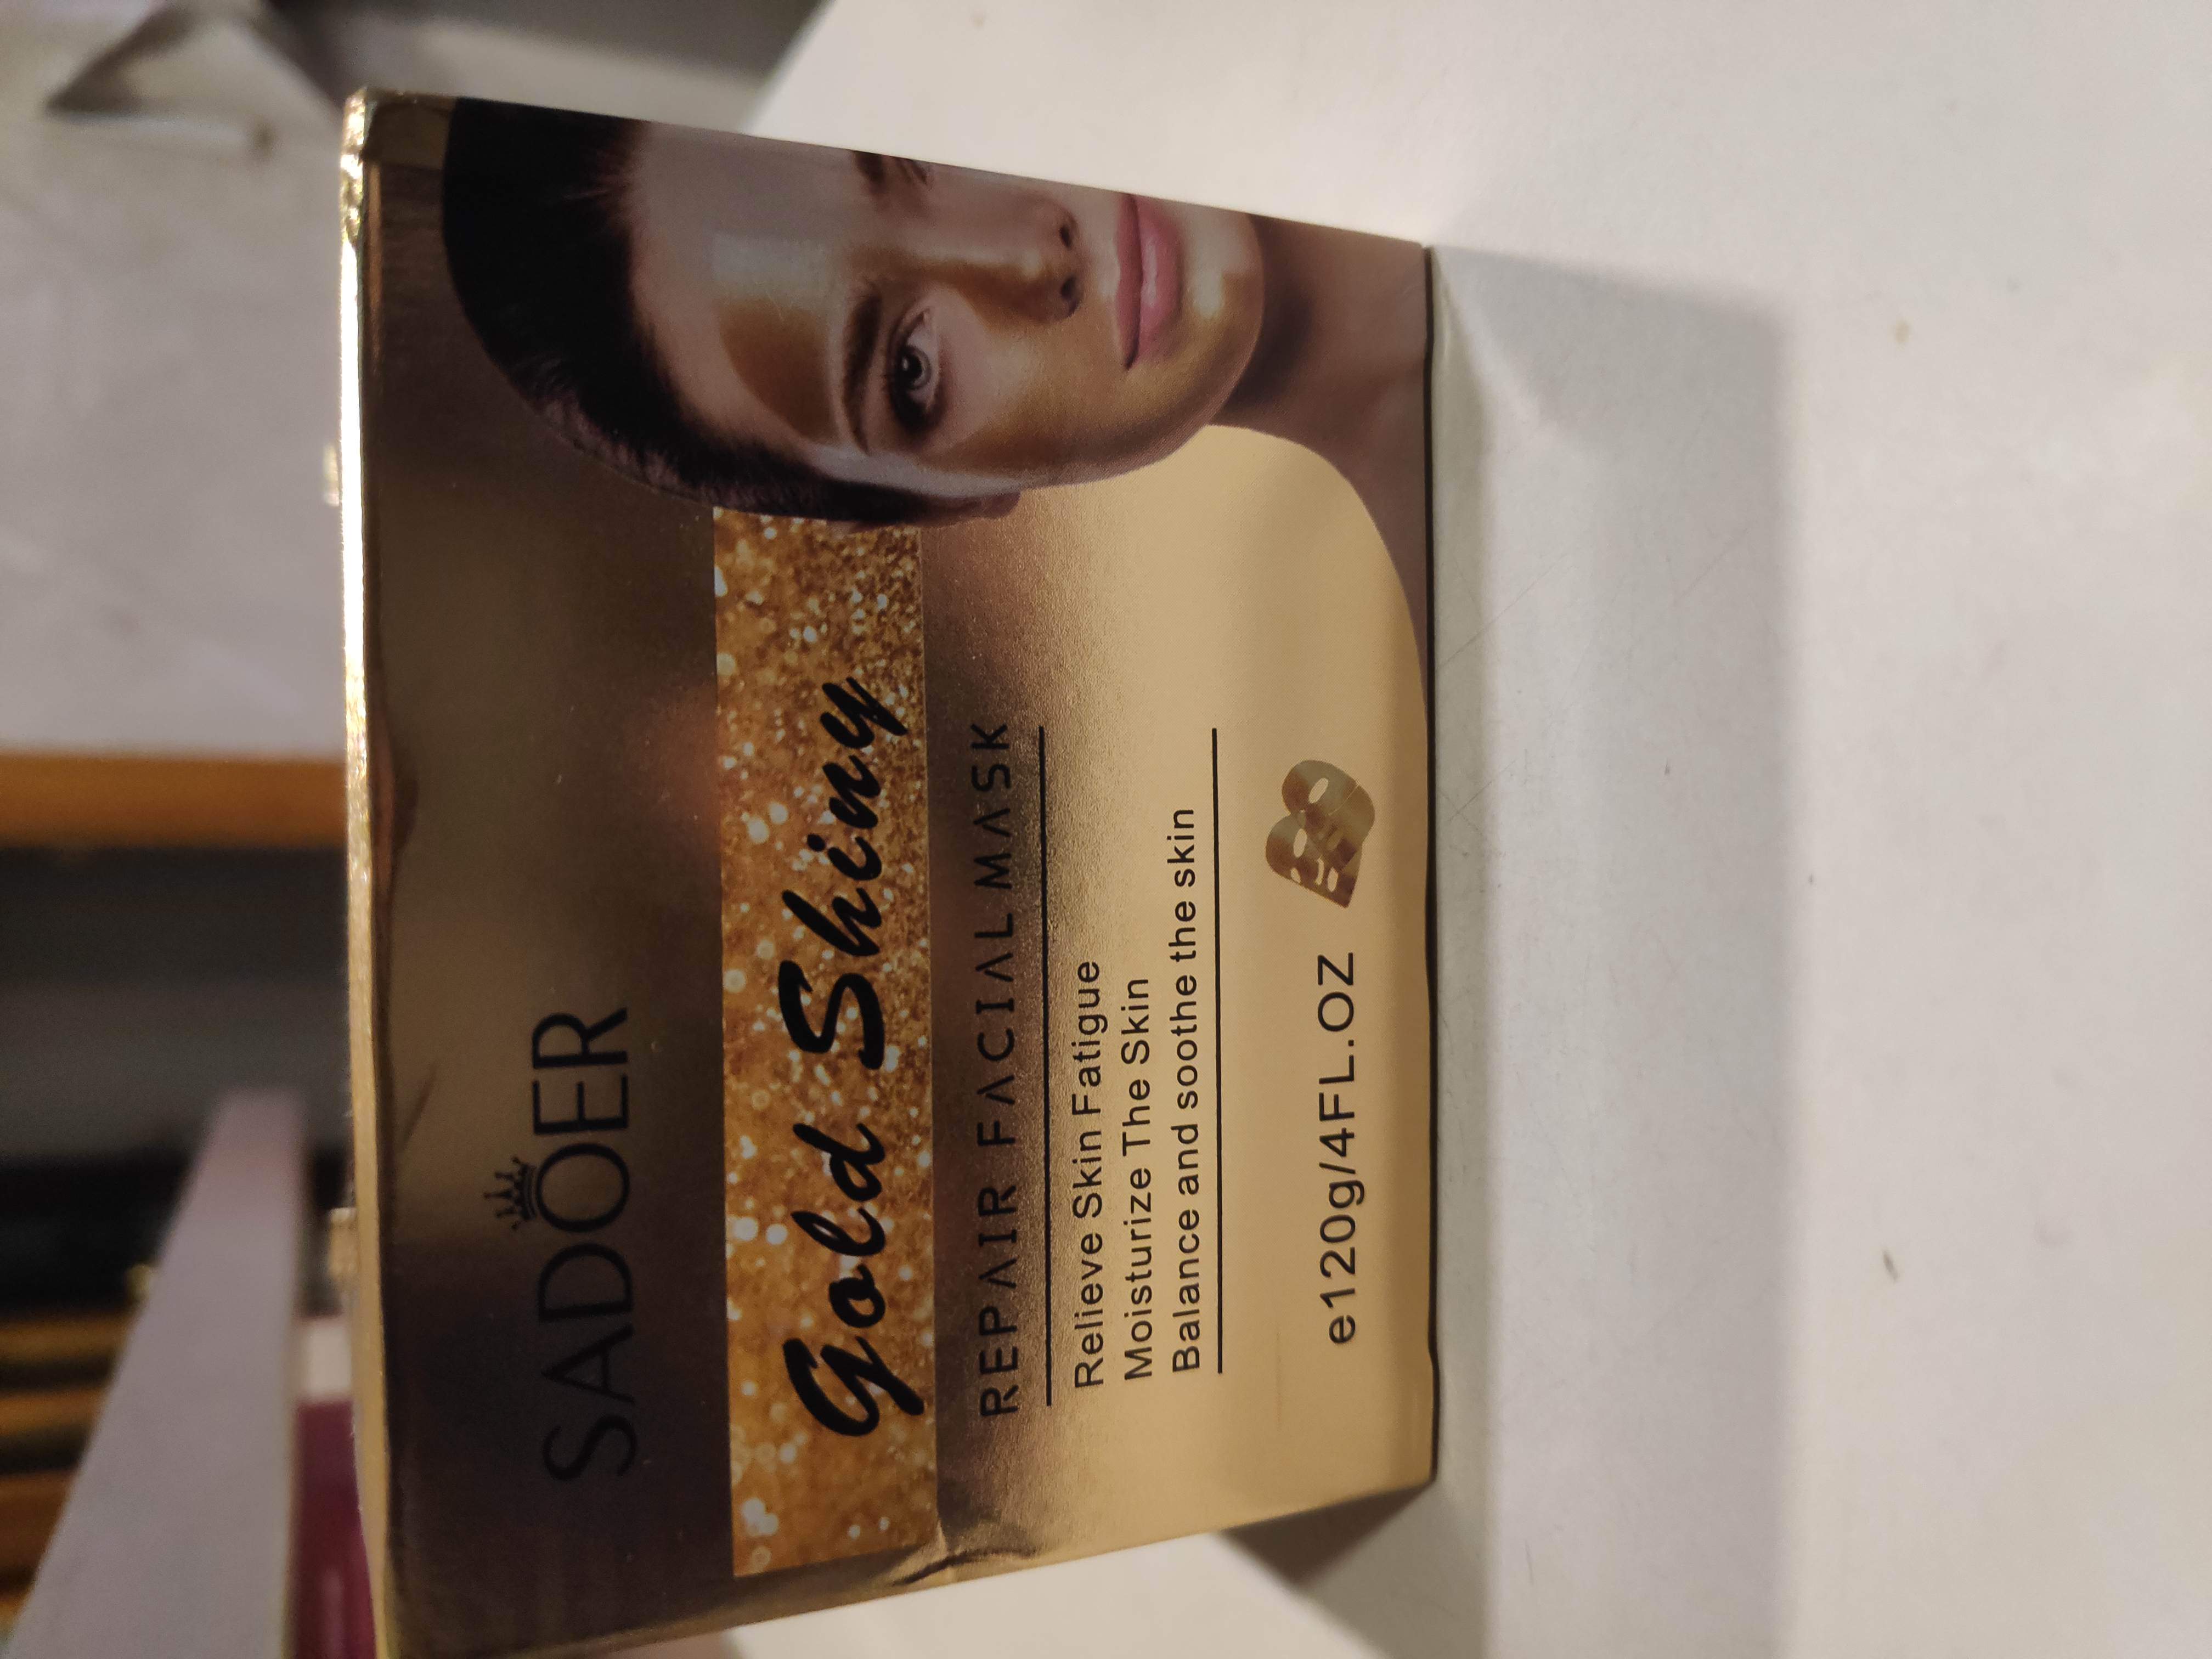 SADOER
Gold Shiny
REPAIR FACIAL MASK
Relieve Skin Fatigue
Moisturize The Skin
Balance and soothe the skin
e120g/4FL.OZ